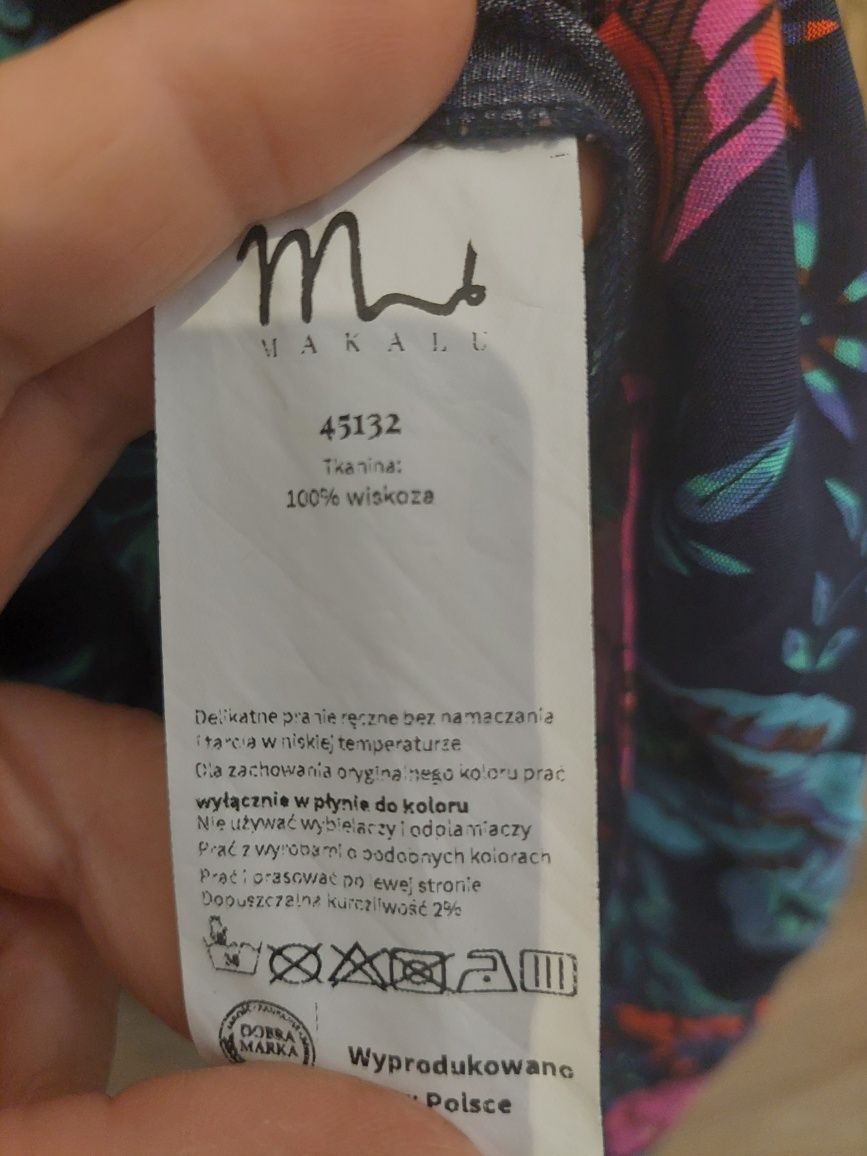 MAKALU
45132
Tkanina:
100% wiskoza
Delikatne pranie ręczne bez namaczania
i tarcia w niskiej temperaturze
Dla zachowania oryginalnego koloru prać
wyłącznie w płynie do koloru
Nie używać wybielaczy i odplamiaczy
Prać z wyrobami o podobnych kolorach
Prać i prasować po lewej stronie
Dopuszczalna kurczliwość 2%
DOBRA
MARKA
Wyprodukowano
w Polsce